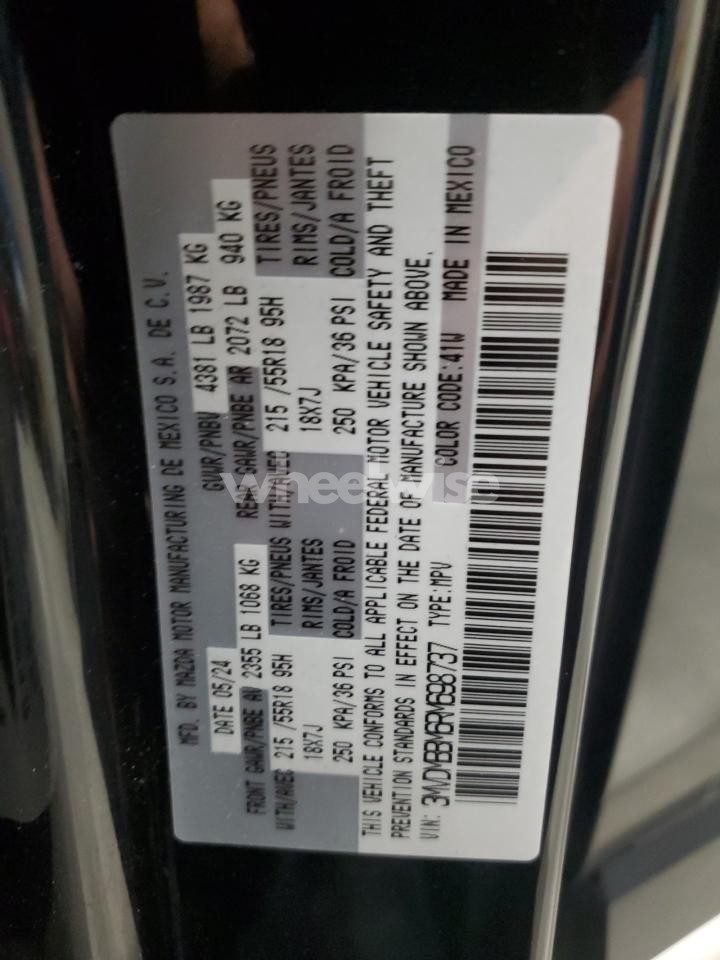 MFD. BY MAZDA MOTOR MANUFACTURING DE MEXICO S.A. DE C.V.
DATE 05/24 GVWR/PNBV 4381 LB 1987 KG
FRONT GAWR/PNBE AV 2355 LB 1068 KG REAR GAWR/PNBE AR 2072 LB 940 KG
WITH/AVEC 215 /55R18 95H TIRES/PNEUS WITH/AVEC 215 /55R18 95H TIRES/PNEUS
18X7J RIMS/JANTES 18X7J RIMS/JANTES
250 KPA/36 PSI COLD/A FROID 250 KPA/36 PSI COLD/A FROID
THIS VEHICLE CONFORMS TO ALL APPLICABLE FEDERAL MOTOR VEHICLE SAFETY AND THEFT
PREVENTION STANDARDS IN EFFECT ON THE DATE OF MANUFACTURE SHOWN ABOVE.
VIN: 3MVDMBBM6RM698737 TYPE:MPV COLOR CODE:41W MADE IN MEXICO
wheelwise